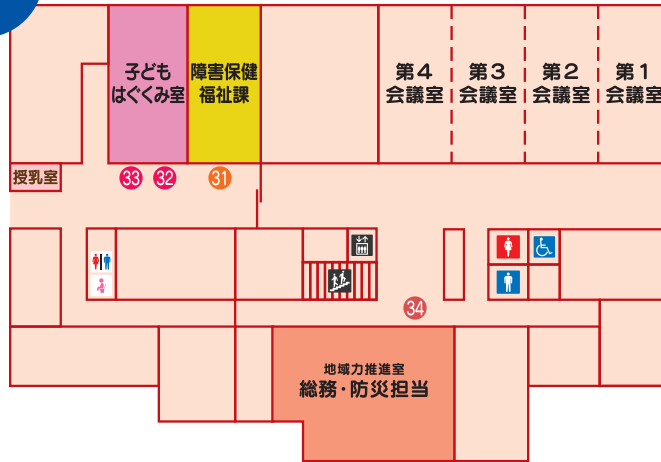 子ども
はぐくみ室
障害保健
福祉課
第4
会議室
第3
会議室
第2
会議室
第1
会議室
授乳室
33
32
31
34
地域力推進室
総務・防災担当